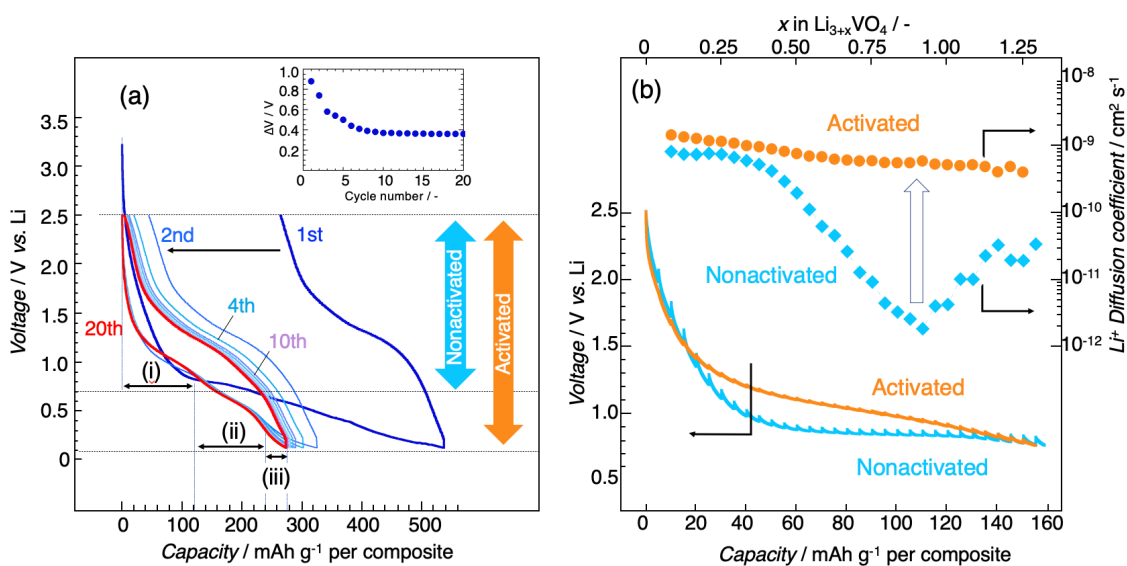 (a)
3.5
3.0
2.5
2.0
1.5
1.0
0.5
0
Voltage / V vs. Li
1.0
0.8
0.6
0.4
0.2
ΔV / V
0 5 10 15 20
Cycle number / -
2nd
1st
4th
20th
10th
(i)
(ii)
(iii)
Nonactivated
Activated
0 100 200 300 400 500
Capacity / mAh g-1 per composite
x in Li3+xVO4 / -
0 0.25 0.50 0.75 1.00 1.25
(b)
Activated
Nonactivated
Activated
Nonactivated
2.5
2.0
1.5
1.0
0.5
Voltage / V vs. Li
10-8
10-9
10-10
10-11
10-12
Li+ Diffusion coefficient / cm2 s-1
0 20 40 60 80 100 120 140 160
Capacity / mAh g-1 per composite